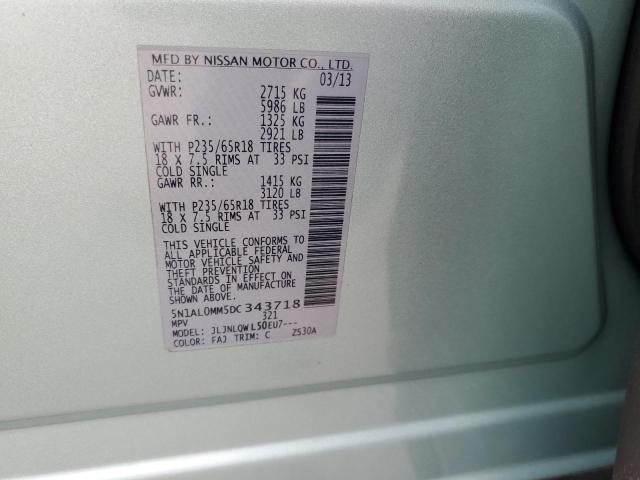 MFD BY NISSAN MOTOR CO., LTD.
DATE: 03/13
GVWR: 2715 KG
5986 LB
GAWR FR.: 1325 KG
2921 LB
WITH P235/65R18 TIRES
18 X 7.5 RIMS AT 33 PSI
COLD SINGLE
GAWR RR.: 1415 KG
3120 LB
WITH P235/65R18 TIRES
18 X 7.5 RIMS AT 33 PSI
COLD SINGLE
THIS VEHICLE CONFORMS TO
ALL APPLICABLE FEDERAL
MOTOR VEHICLE SAFETY AND
THEFT PREVENTION
STANDARDS IN EFFECT ON
THE DATE OF MANUFACTURE
SHOWN ABOVE.
5N1AL0MM5DC343718
MPV 321
MODEL: JLJNLQWL50EU7---
COLOR: FAJ TRIM: C Z530A